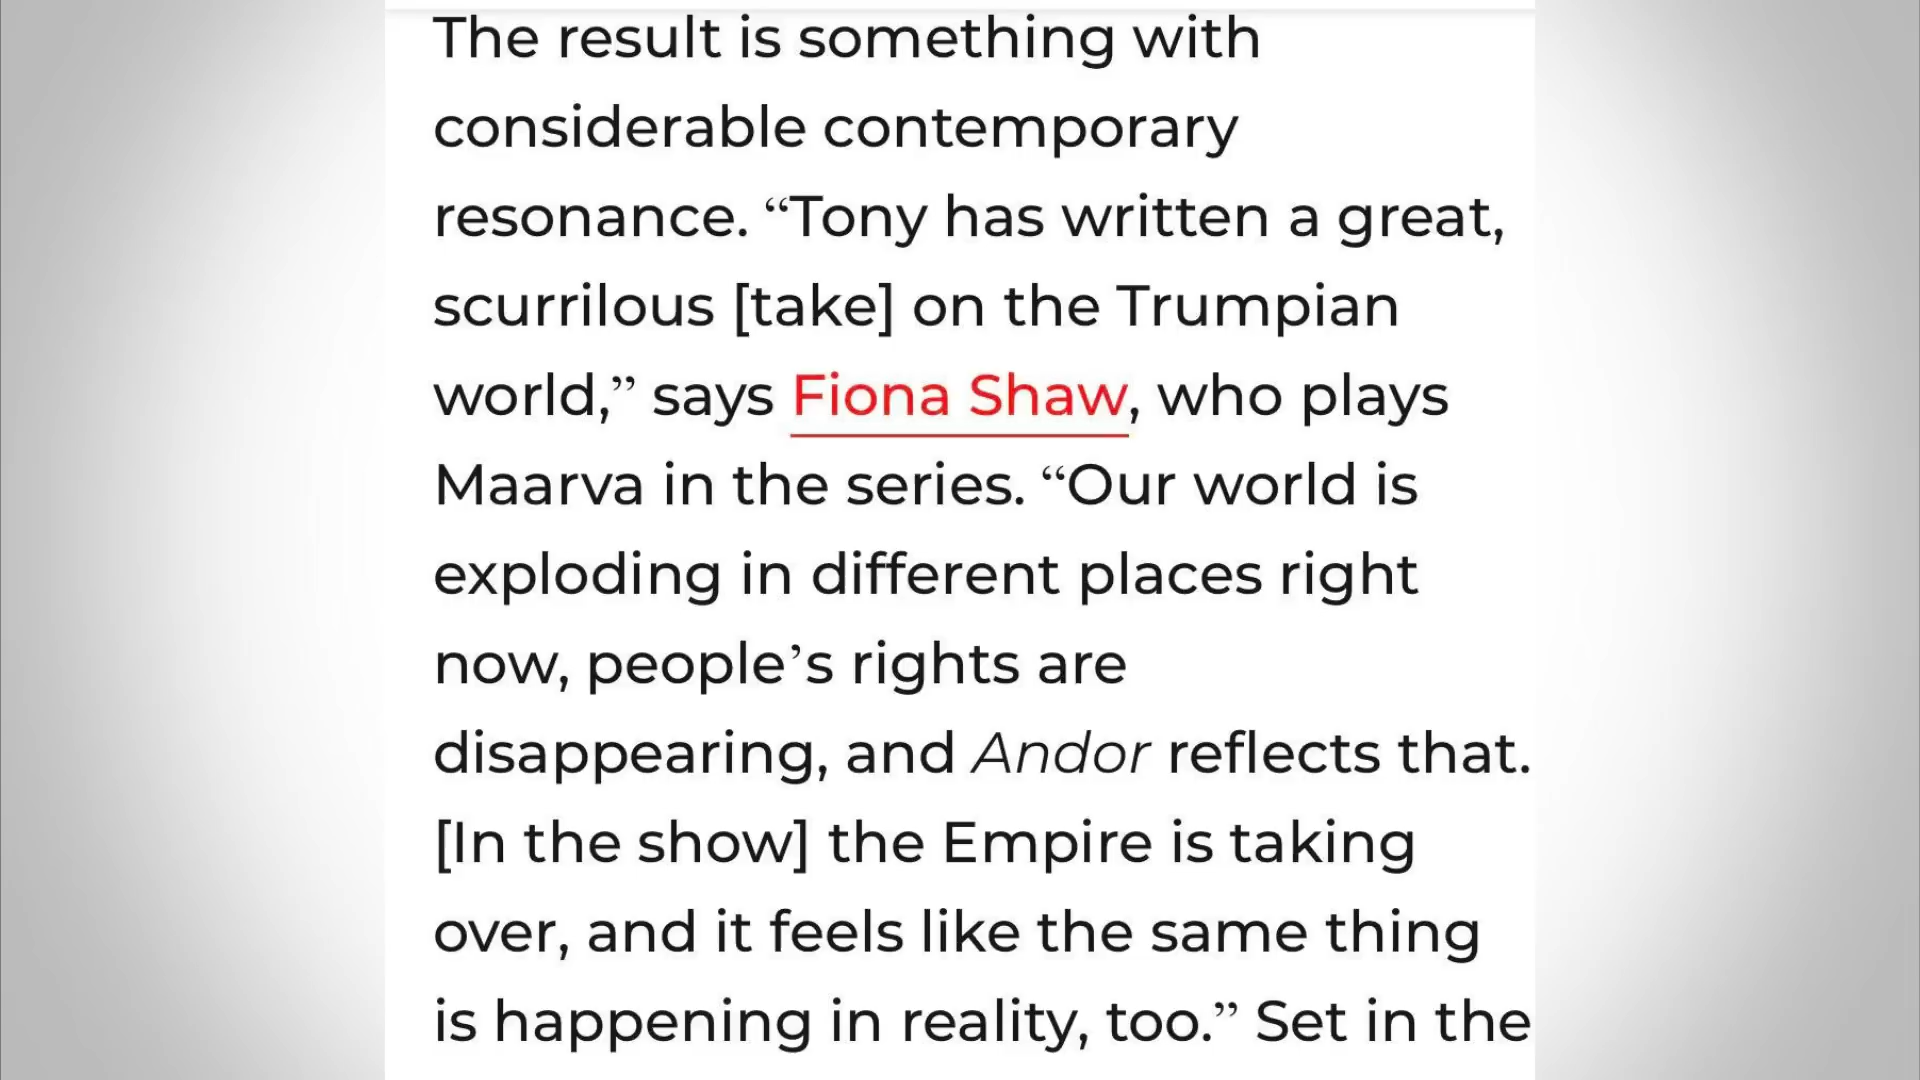 The result is something with
considerable contemporary
resonance. “Tony has written a great,
scurrilous [take] on the Trumpian
world,” says Fiona Shaw, who plays
Maarva in the series. “Our world is
exploding in different places right
now, people’s rights are
disappearing, and Andor reflects that.
[In the show] the Empire is taking
over, and it feels like the same thing
is happening in reality, too.” Set in the